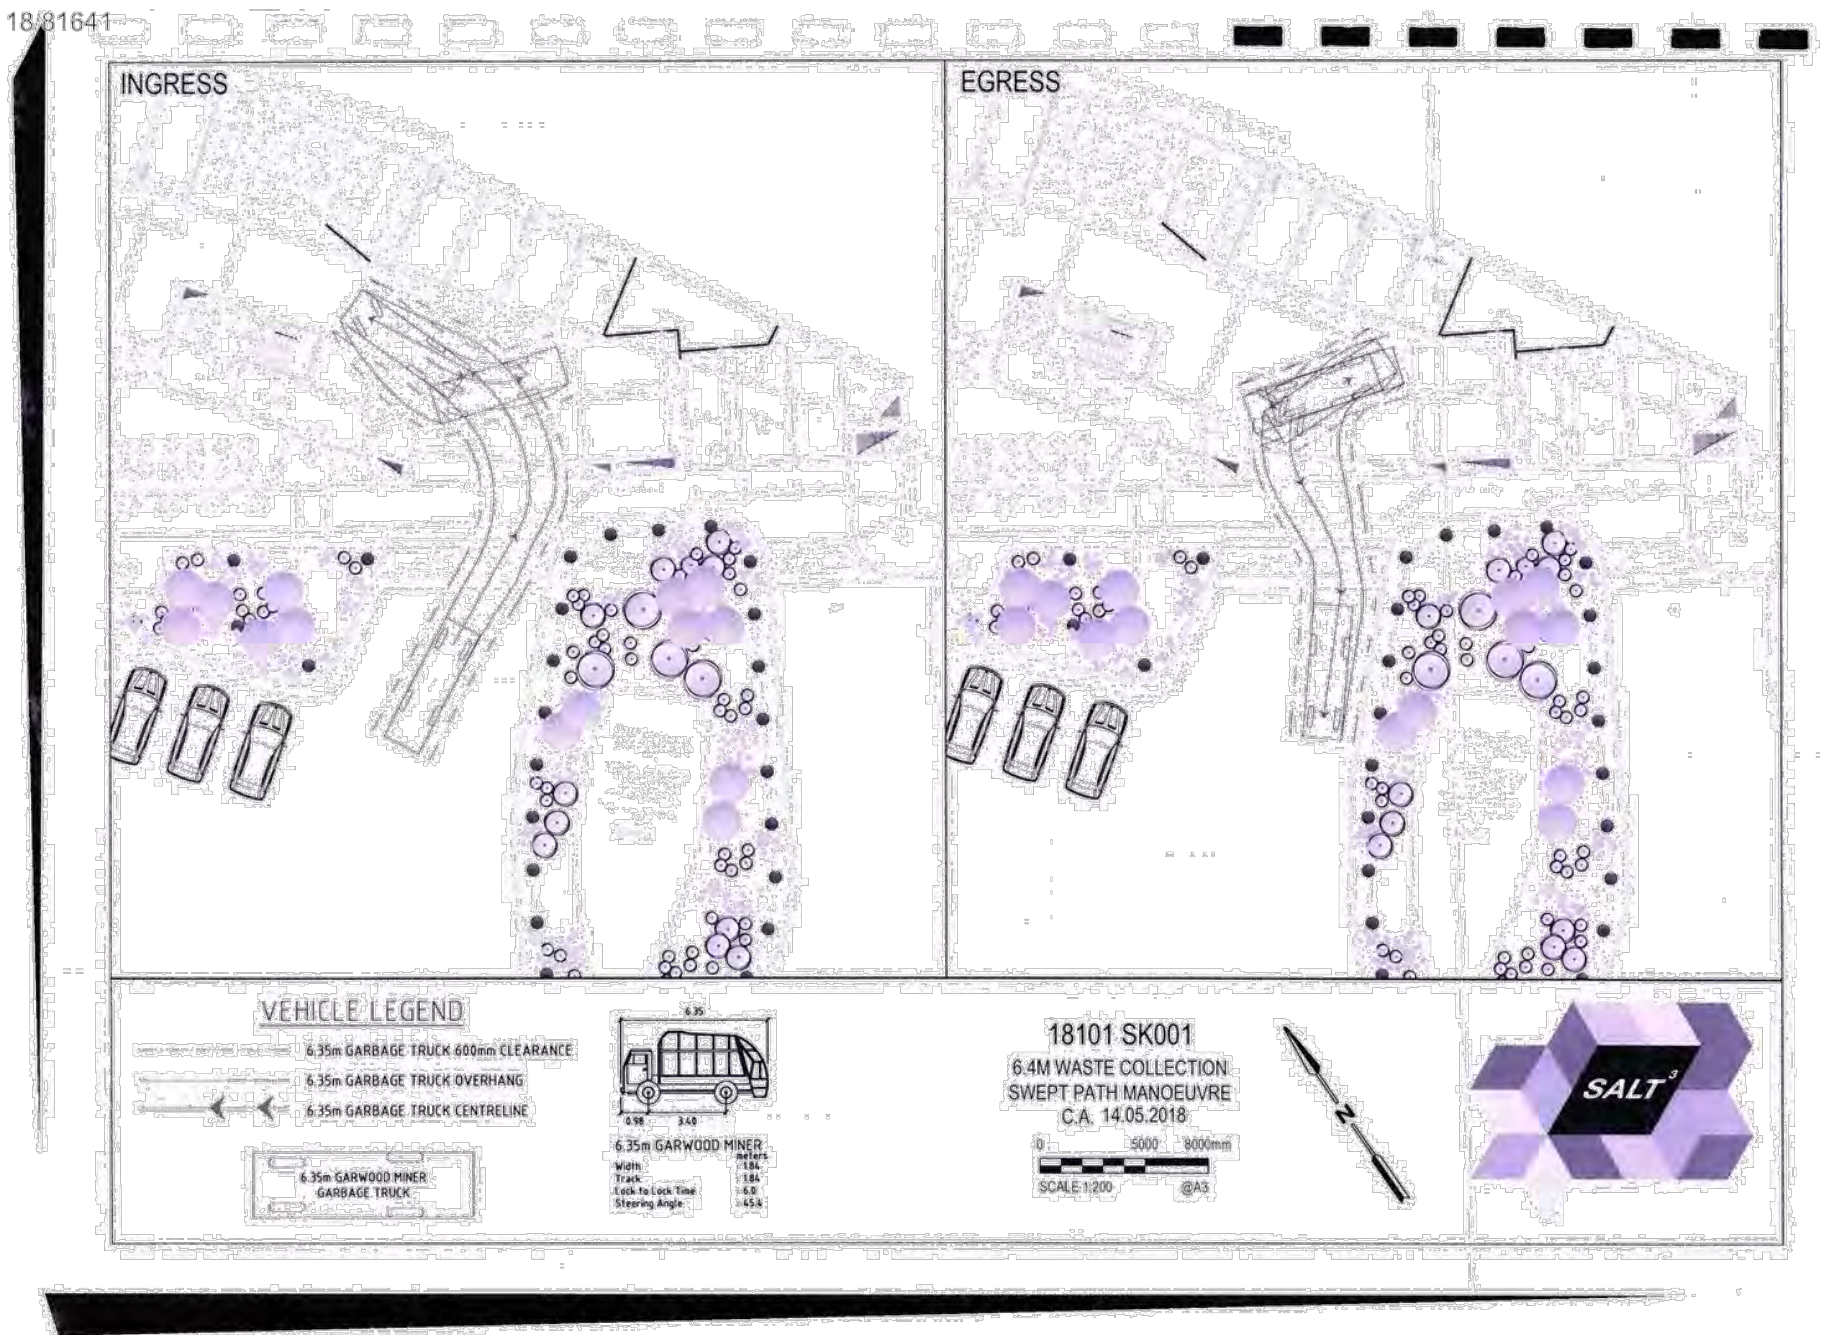 18/81641
INGRESS
EGRESS
VEHICLE LEGEND
6.35m GARBAGE TRUCK 600mm CLEARANCE
6.35m GARBAGE TRUCK OVERHANG
6.35m GARBAGE TRUCK CENTRELINE
6.35m GARWOOD MINER
GARBAGE TRUCK
6.35
0.98 3.40
6.35m GARWOOD MINER
meters
Width : 1.84
Track : 1.84
Lock to Lock Time : 6.0
Steering Angle : 45.4
18101 SK001
6.4M WASTE COLLECTION
SWEPT PATH MANOEUVRE
C.A. 14.05.2018
0 5000 8000mm
SCALE 1:200 @A3
N
SALT³